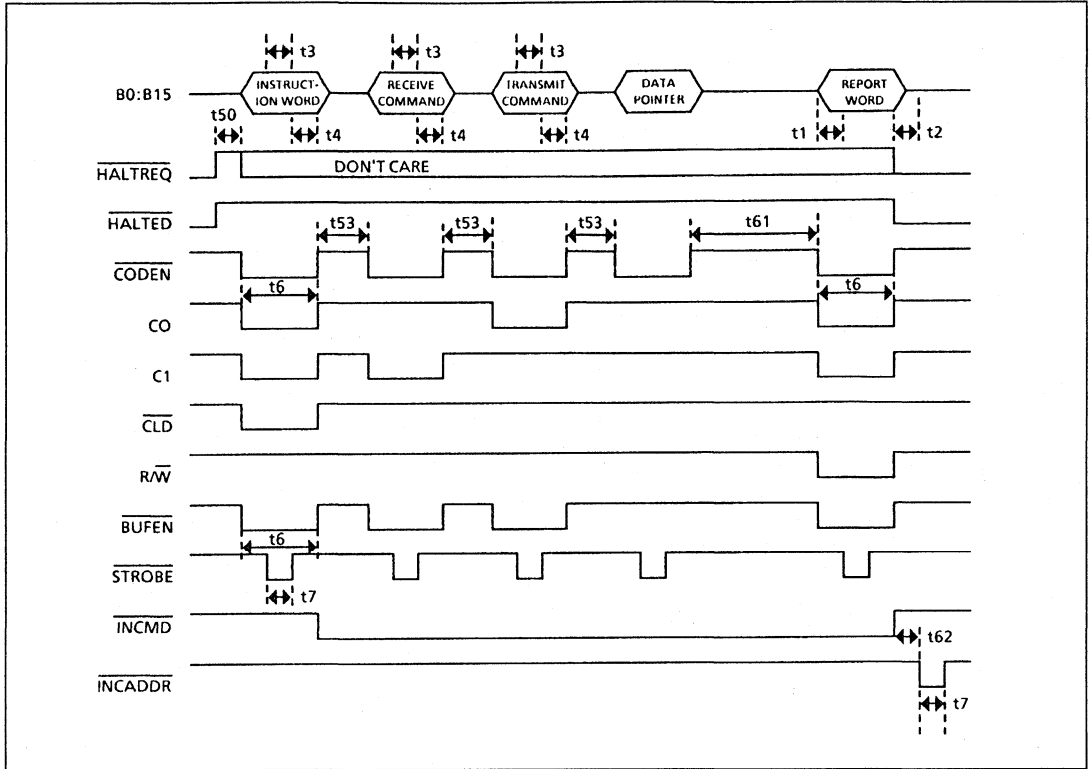 t3 t3 t3
B0:B15 INSTRUCT-
ION WORD RECEIVE
COMMAND TRANSMIT
COMMAND DATA
POINTER REPORT
WORD
t50 t4 t4 t4 t1 t2
HALTREQ DON'T CARE
HALTED
t53 t53 t53 t61
CODEN
t6 t6
CO
C1
CLD
R/W
BUFEN
t6
STROBE
t7
INCMD
t62
INCADDR
t7